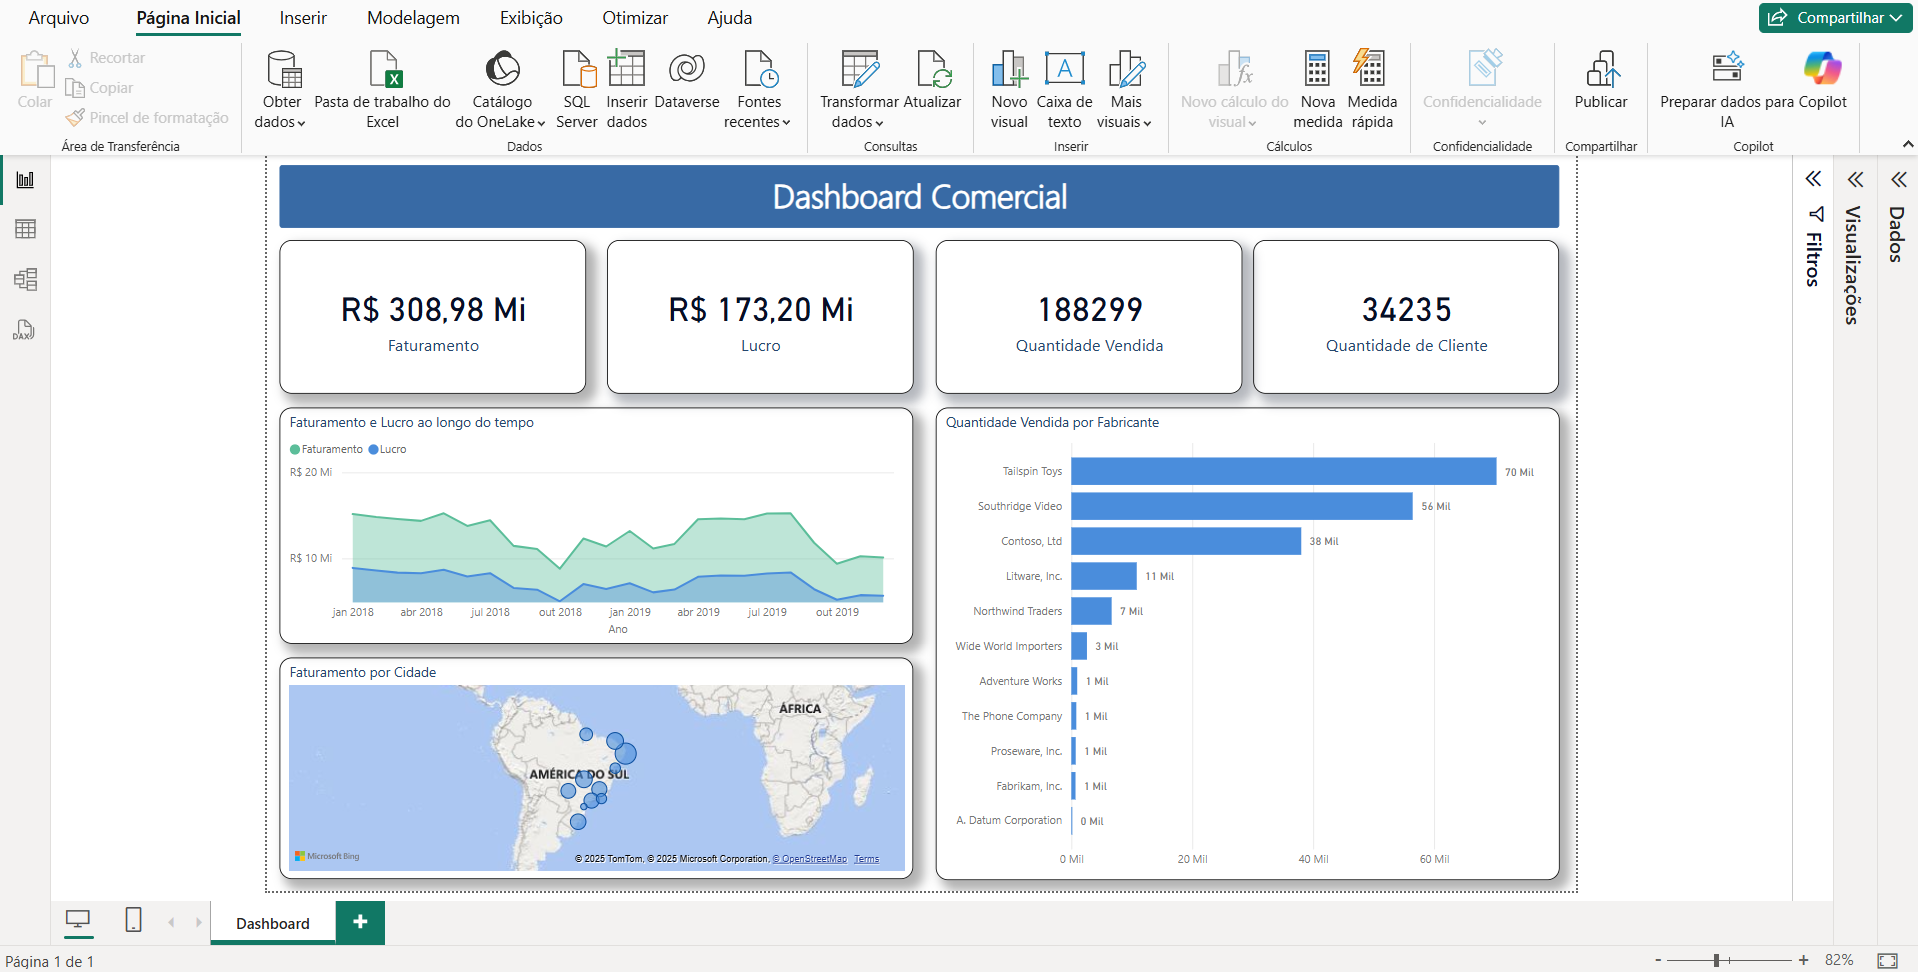 Arquivo Página Inicial Inserir Modelagem Exibição Otimizar Ajuda Compartilhar
Colar
Recortar
Copiar
Pincel de formatação
Área de Transferência
Obter
dados
Pasta de trabalho do
Excel
Catálogo
do OneLake
SQL
Server
Inserir
dados
Dataverse
Fontes
recentes
Dados
Transformar
dados
Atualizar
Consultas
Novo
visual
Caixa de
texto
Mais
visuais
Inserir
Novo cálculo do
visual
Nova
medida
Medida
rápida
Cálculos
Confidencialidade
Confidencialidade
Publicar
Compartilhar
Preparar dados para
IA
Copilot
Copilot
DAX
Dashboard Comercial
R$ 308,98 Mi
Faturamento
R$ 173,20 Mi
Lucro
188299
Quantidade Vendida
34235
Quantidade de Cliente
Faturamento e Lucro ao longo do tempo
Faturamento Lucro
R$ 20 Mi
R$ 10 Mi
jan 2018 abr 2018 jul 2018 out 2018 jan 2019 abr 2019 jul 2019 out 2019
Ano
Faturamento por Cidade
ÁFRICA
AMÉRICA DO SUL
Microsoft Bing
© 2025 TomTom, © 2025 Microsoft Corporation, © OpenStreetMap Terms
Quantidade Vendida por Fabricante
Tailspin Toys 70 Mil
Southridge Video 56 Mil
Contoso, Ltd 38 Mil
Litware, Inc. 11 Mil
Northwind Traders 7 Mil
Wide World Importers 3 Mil
Adventure Works 1 Mil
The Phone Company 1 Mil
Proseware, Inc. 1 Mil
Fabrikam, Inc. 1 Mil
A. Datum Corporation 0 Mil
0 Mil 20 Mil 40 Mil 60 Mil
Filtros
Visualizações
Dados
Dashboard
Página 1 de 1
- + 82%